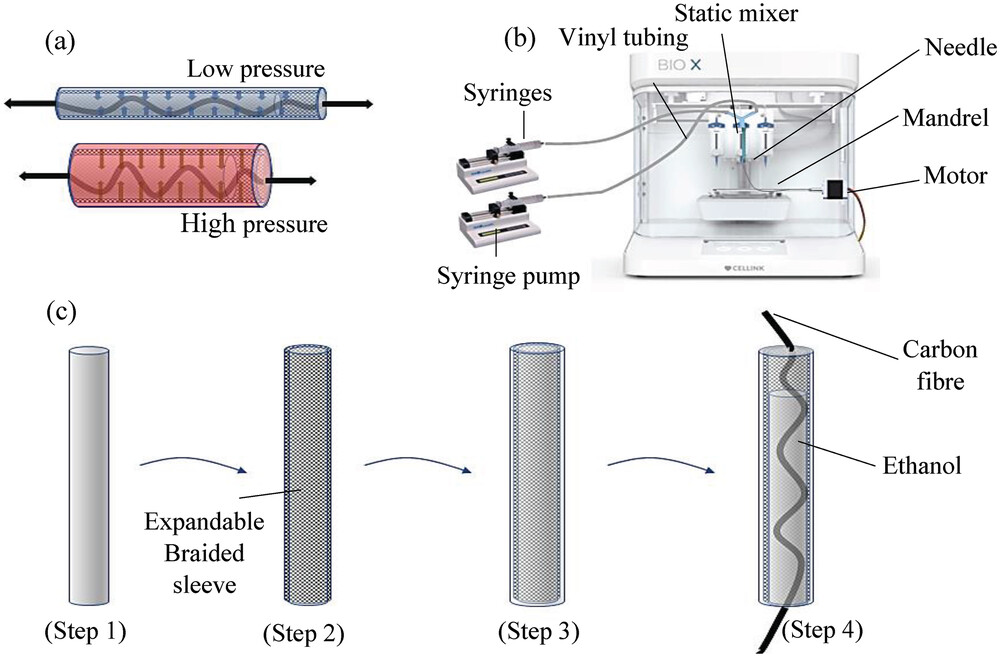 (a)
Low pressure
High pressure
(b)
Static mixer
Vinyl tubing
Needle
BIO X
Syringes
Mandrel
Motor
Syringe pump
CELLINK
(c)
Carbon
fibre
Ethanol
Expandable
Braided
sleeve
(Step 1)
(Step 2)
(Step 3)
(Step 4)